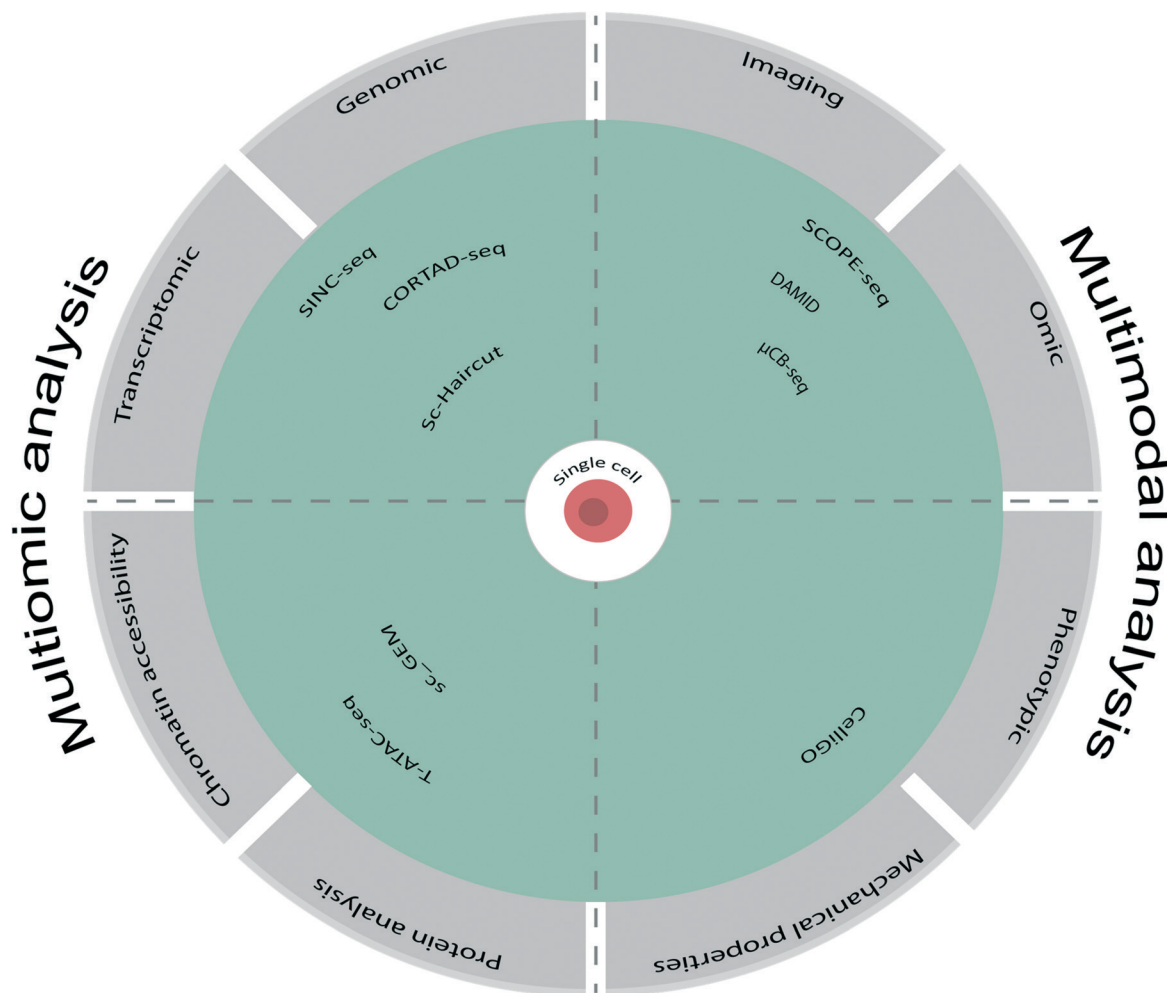 Genomic
Imaging
Transcriptomic
Omic
SINC-seq
CORTAD-seq
Sc-Haircut
SCOPE-seq
DAMID
µCB-seq
Multiomic analysis
Multimodal analysis
Single cell
Chromatin accessibility
Phenotypic
sc_GEM
T-ATAC-seq
CelliGO
Protein analysis
Mechanical properties